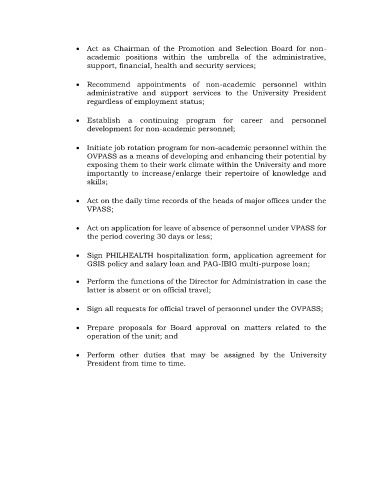 • Act as Chairman of the Promotion and Selection Board for non-
academic positions within the umbrella of the administrative,
support, financial, health and security services;
• Recommend appointments of non-academic personnel within
administrative and support services to the University President
regardless of employment status;
• Establish a continuing program for career and personnel
development for non-academic personnel;
• Initiate job rotation program for non-academic personnel within the
OVPASS as a means of developing and enhancing their potential by
exposing them to their work climate within the University and more
importantly to increase/enlarge their repertoire of knowledge and
skills;
• Act on the daily time records of the heads of major offices under the
VPASS;
• Act on application for leave of absence of personnel under VPASS for
the period covering 30 days or less;
• Sign PHILHEALTH hospitalization form, application agreement for
GSIS policy and salary loan and PAG-IBIG multi-purpose loan;
• Perform the functions of the Director for Administration in case the
latter is absent or on official travel;
• Sign all requests for official travel of personnel under the OVPASS;
• Prepare proposals for Board approval on matters related to the
operation of the unit; and
• Perform other duties that may be assigned by the University
President from time to time.